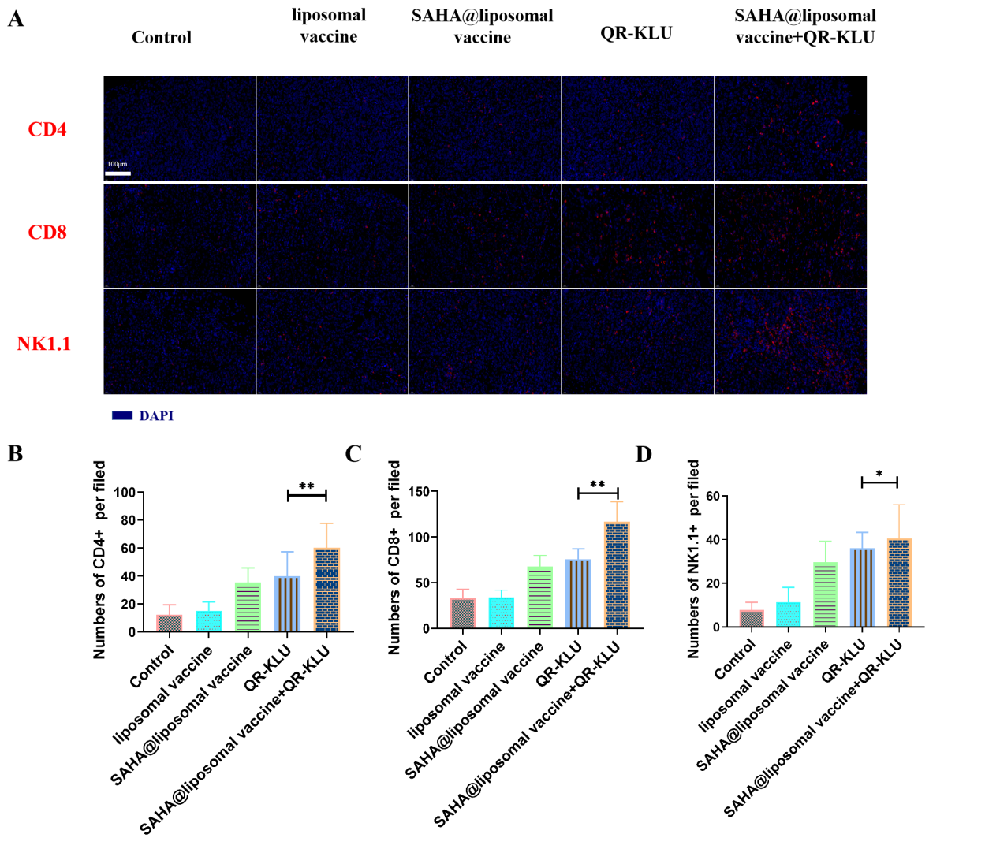 A
Control
liposomal
vaccine
SAHA@liposomal
vaccine
QR-KLU
SAHA@liposomal
vaccine+QR-KLU
CD4
100μm
CD8
NK1.1
DAPI
B
Numbers of CD4+ per filed
100
80
60
40
20
0
**
Control
liposomal vaccine
SAHA@liposomal vaccine
QR-KLU
SAHA@liposomal vaccine+QR-KLU
C
Numbers of CD8+ per filed
150
100
50
0
**
Control
liposomal vaccine
SAHA@liposomal vaccine
QR-KLU
SAHA@liposomal vaccine+QR-KLU
D
Numbers of NK1.1+ per filed
60
40
20
0
*
Control
liposomal vaccine
SAHA@liposomal vaccine
QR-KLU
SAHA@liposomal vaccine+QR-KLU